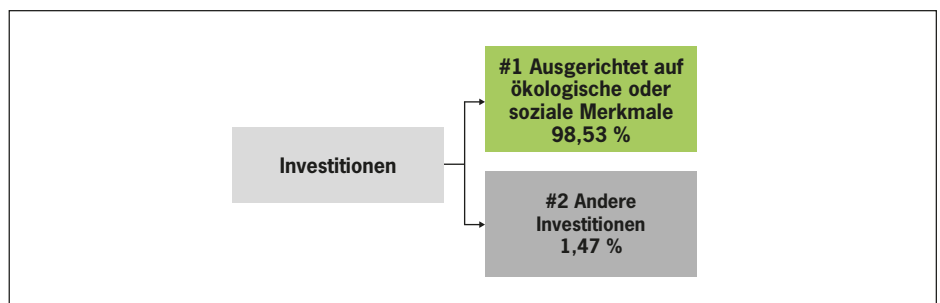 #1 Ausgerichtet auf
ökologische oder
soziale Merkmale
98,53 %
Investitionen
#2 Andere
Investitionen
1,47 %